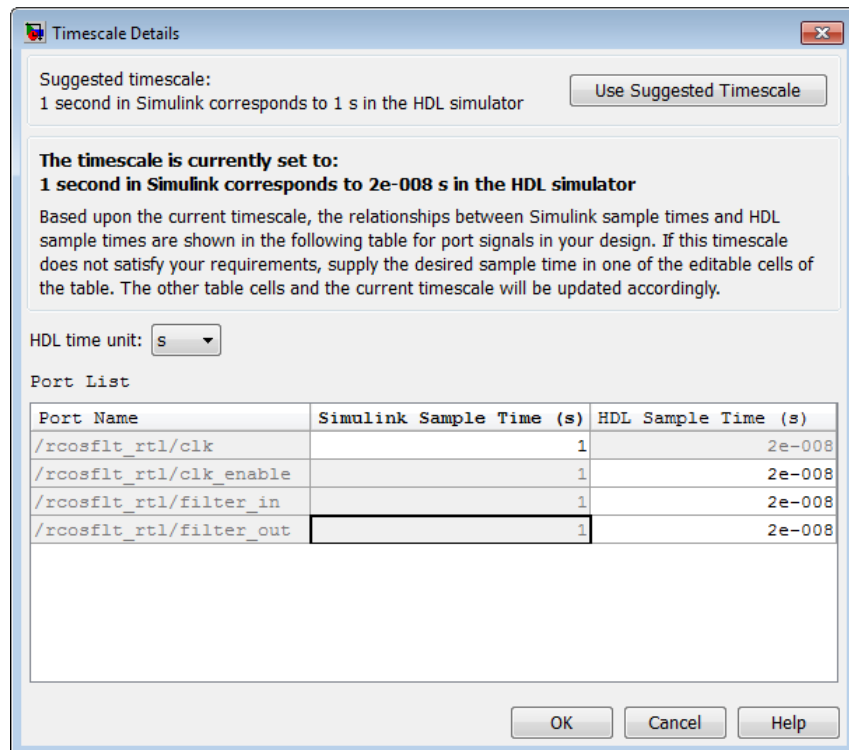 Timescale Details
Suggested timescale:
1 second in Simulink corresponds to 1 s in the HDL simulator
Use Suggested Timescale
The timescale is currently set to:
1 second in Simulink corresponds to 2e-008 s in the HDL simulator
Based upon the current timescale, the relationships between Simulink sample times and HDL
sample times are shown in the following table for port signals in your design. If this timescale
does not satisfy your requirements, supply the desired sample time in one of the editable cells of
the table. The other table cells and the current timescale will be updated accordingly.
HDL time unit: s
Port List
Port Name Simulink Sample Time (s) HDL Sample Time (s)
/rcosflt_rtl/clk 1 2e-008
/rcosflt_rtl/clk_enable 1 2e-008
/rcosflt_rtl/filter_in 1 2e-008
/rcosflt_rtl/filter_out 1 2e-008
OK Cancel Help